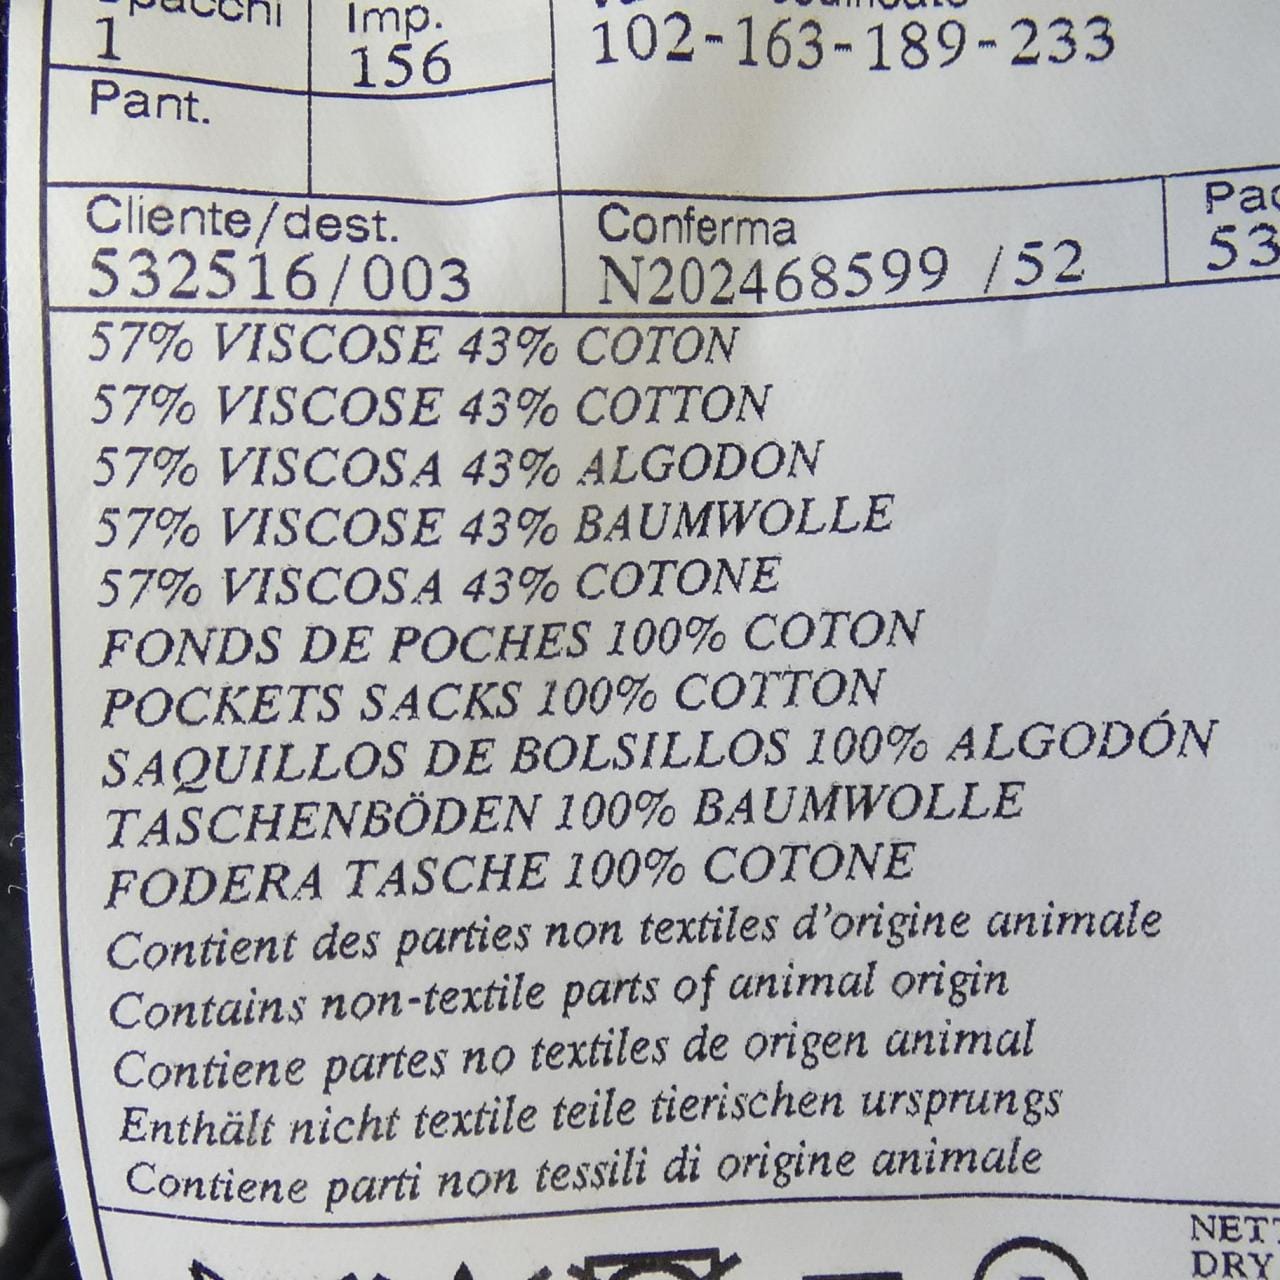 Spacchi
1
Imp.
156
102-163-189-233
Pant.
Cliente/dest.
532516/003
Conferma
N202468599 /52
53
57% VISCOSE 43% COTON
57% VISCOSE 43% COTTON
57% VISCOSA 43% ALGODON
57% VISCOSE 43% BAUMWOLLE
57% VISCOSA 43% COTONE
FONDS DE POCHES 100% COTON
POCKETS SACKS 100% COTTON
SAQUILLOS DE BOLSILLOS 100% ALGODÓN
TASCHENBÖDEN 100% BAUMWOLLE
FODERA TASCHE 100% COTONE
Contient des parties non textiles d'origine animale
Contains non-textile parts of animal origin
Contiene partes no textiles de origen animal
Enthält nicht textile teile tierischen ursprungs
Contiene parti non tessili di origine animale
DRY